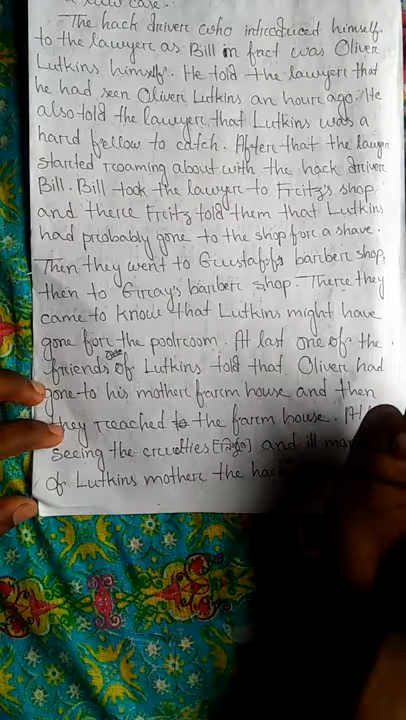 case:-
The hack driver who introduced himself
to the lawyer as Bill in fact was Oliver
Lutkins himself. He told the lawyer that
he had seen Oliver Lutkins an hour ago. He
also told the lawyer that Lutkins was a
hard fellow to catch. After that the lawyer
started roaming about with the hack driver
Bill. Bill took the lawyer to Fritz's shop
and there Fritz told them that Lutkins
had probably gone to the shop for a shave.
Then they went to Gustaff's barber shop,
then to Gray's barber shop. There they
came to know that Lutkins might have
gone for the poolroom. At last one of the
friends of Lutkins told that Oliver had
gone to his mother farm house and then
they reached to the farm house. At
seeing the cruelties and ill
of Lutkins mother the